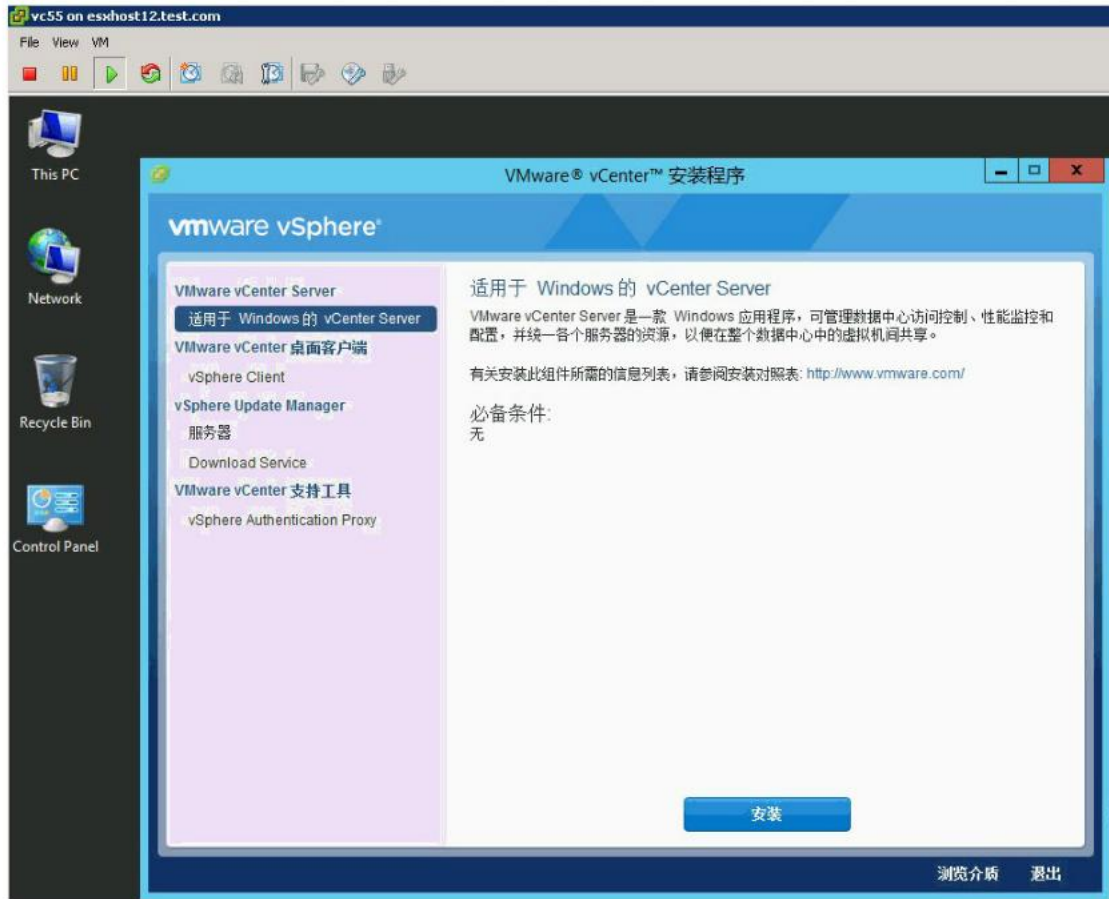 vc55 on esxhost12.test.com
File View VM
This PC
Network
Recycle Bin
Control Panel
VMware® vCenter™ 安装程序
vmware vSphere®
VMware vCenter Server
适用于 Windows 的 vCenter Server
VMware vCenter 桌面客户端
vSphere Client
vSphere Update Manager
服务器
Download Service
VMware vCenter 支持工具
vSphere Authentication Proxy
适用于 Windows 的 vCenter Server
VMware vCenter Server 是一款 Windows 应用程序，可管理数据中心访问控制、性能监控和
配置，并统一各个服务器的资源，以便在整个数据中心中的虚拟机间共享。
有关安装此组件所需的信息列表，请参阅安装对照表: http://www.vmware.com/
必备条件:
无
安装
浏览介质 退出